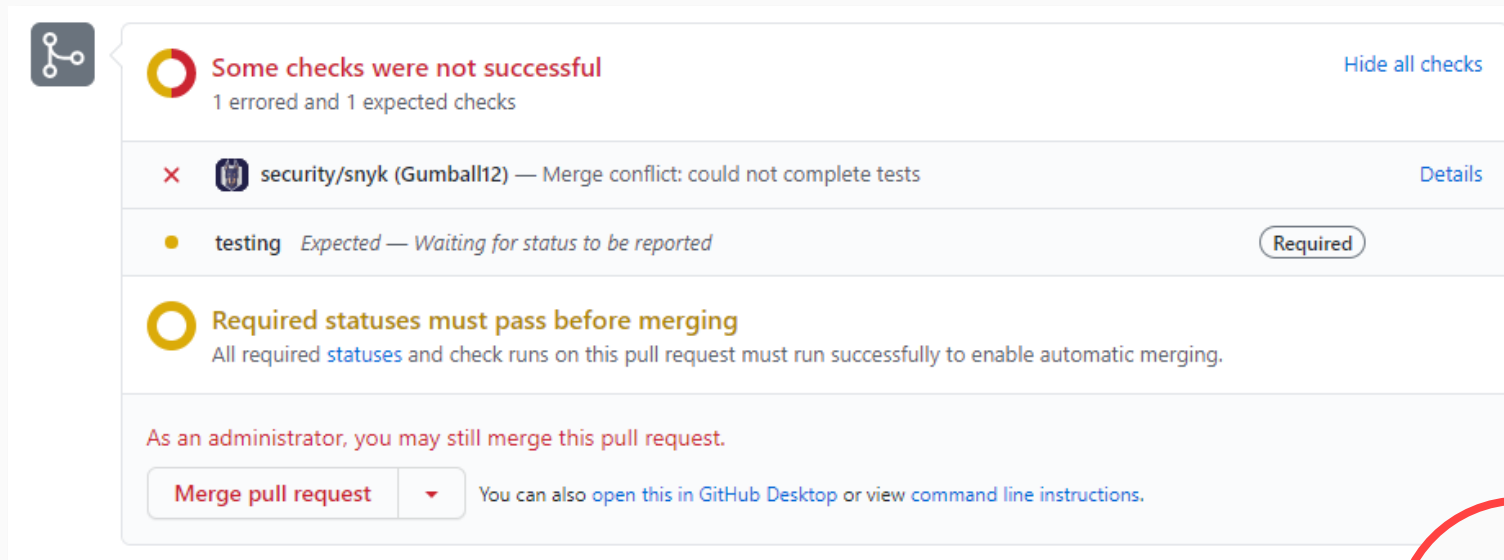 Some checks were not successful
Hide all checks
1 errored and 1 expected checks
security/snyk (Gumball12) — Merge conflict: could not complete tests
Details
testing Expected — Waiting for status to be reported
Required
Required statuses must pass before merging
All required statuses and check runs on this pull request must run successfully to enable automatic merging.
As an administrator, you may still merge this pull request.
Merge pull request
You can also open this in GitHub Desktop or view command line instructions.